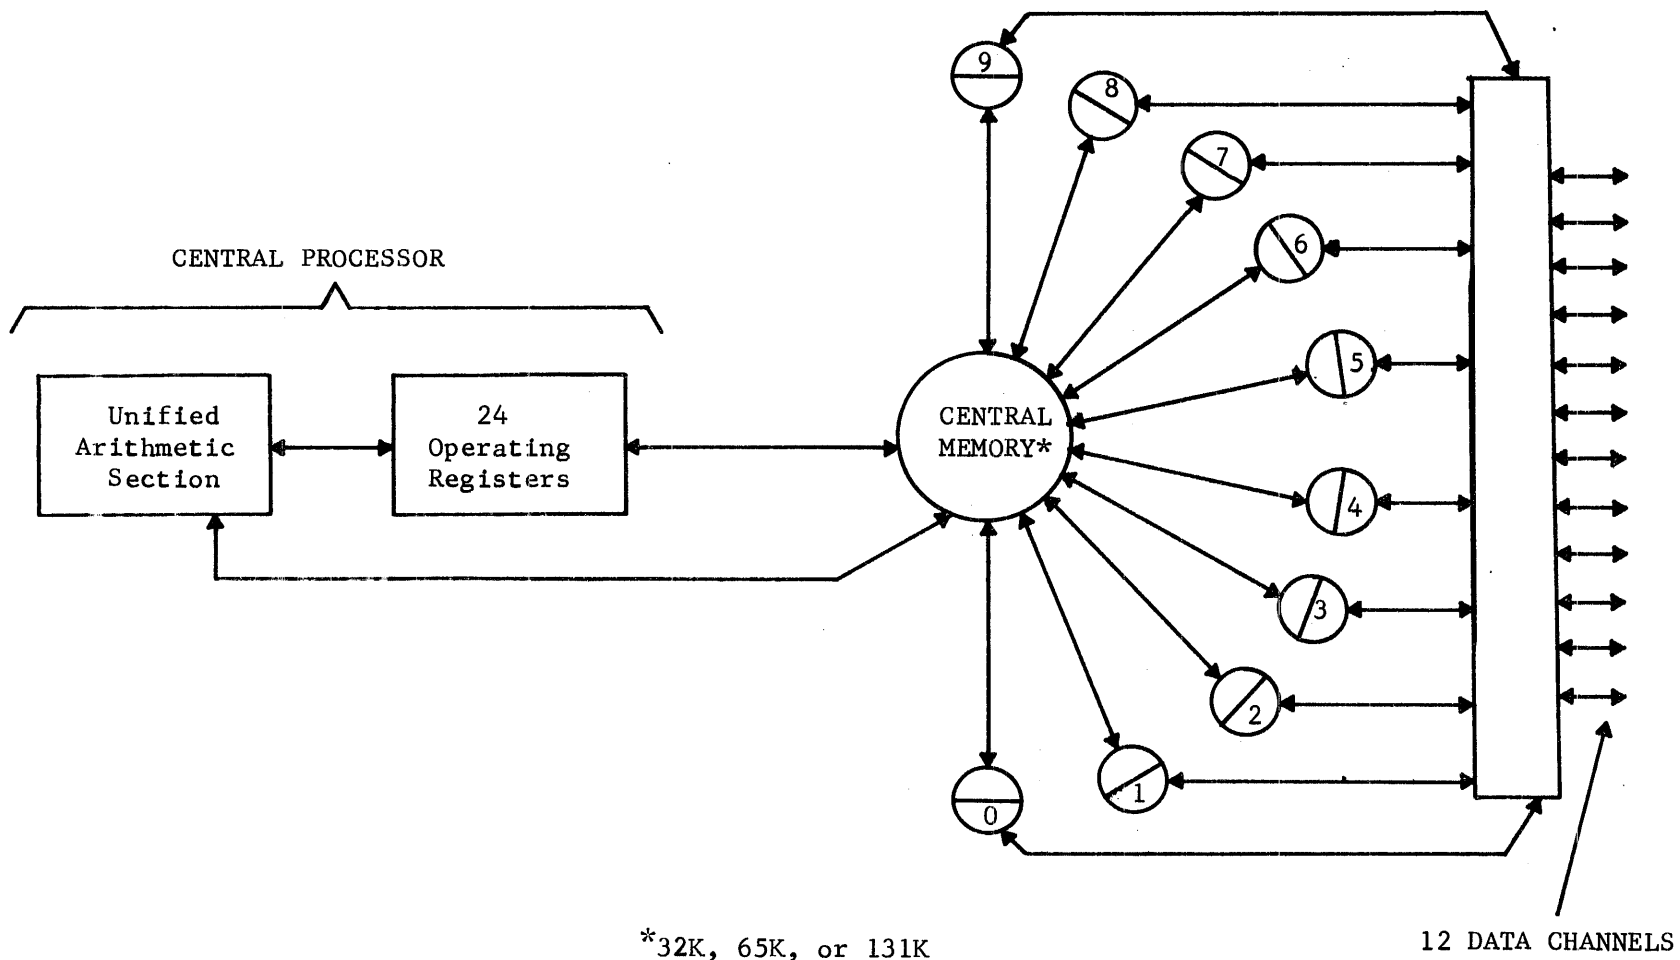 9
8
7
6
CENTRAL PROCESSOR
5
Unified
Arithmetic
Section
24
Operating
Registers
CENTRAL
MEMORY*
4
3
2
1
0
*32K, 65K, or 131K
12 DATA CHANNELS